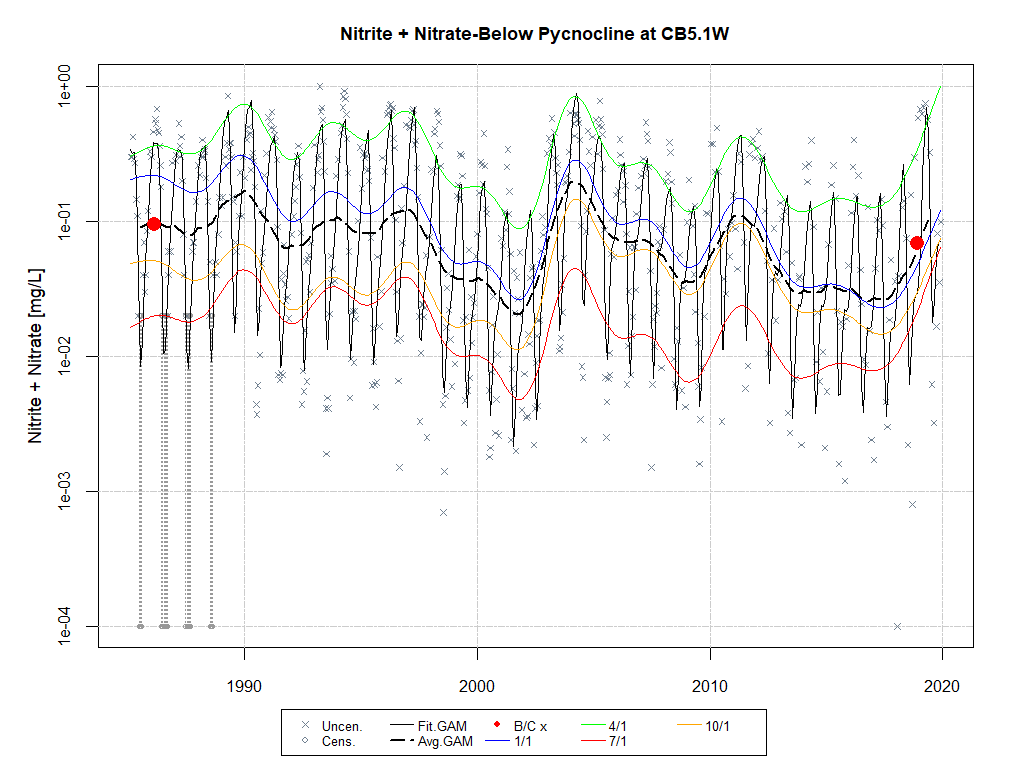 Nitrite + Nitrate-Below Pycnocline at CB5.1W
Nitrite + Nitrate [mg/L]
1e+00
1e-01
1e-02
1e-03
1e-04
1990
2000
2010
2020
Uncen.
Fit.GAM
B/C x
4/1
10/1
Cens.
Avg.GAM
1/1
7/1